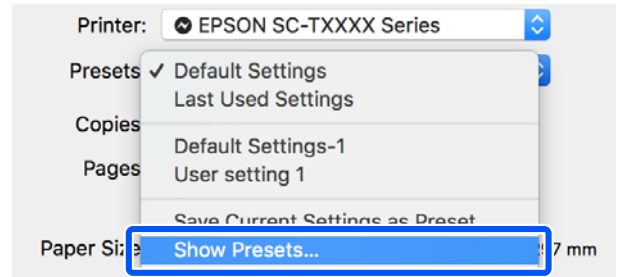 Printer: EPSON SC-TXXXX Series
Presets ✓ Default Settings
Last Used Settings
Copies
Default Settings-1
Pages User setting 1
Save Current Settings as Preset
Paper Size Show Presets... 7 mm